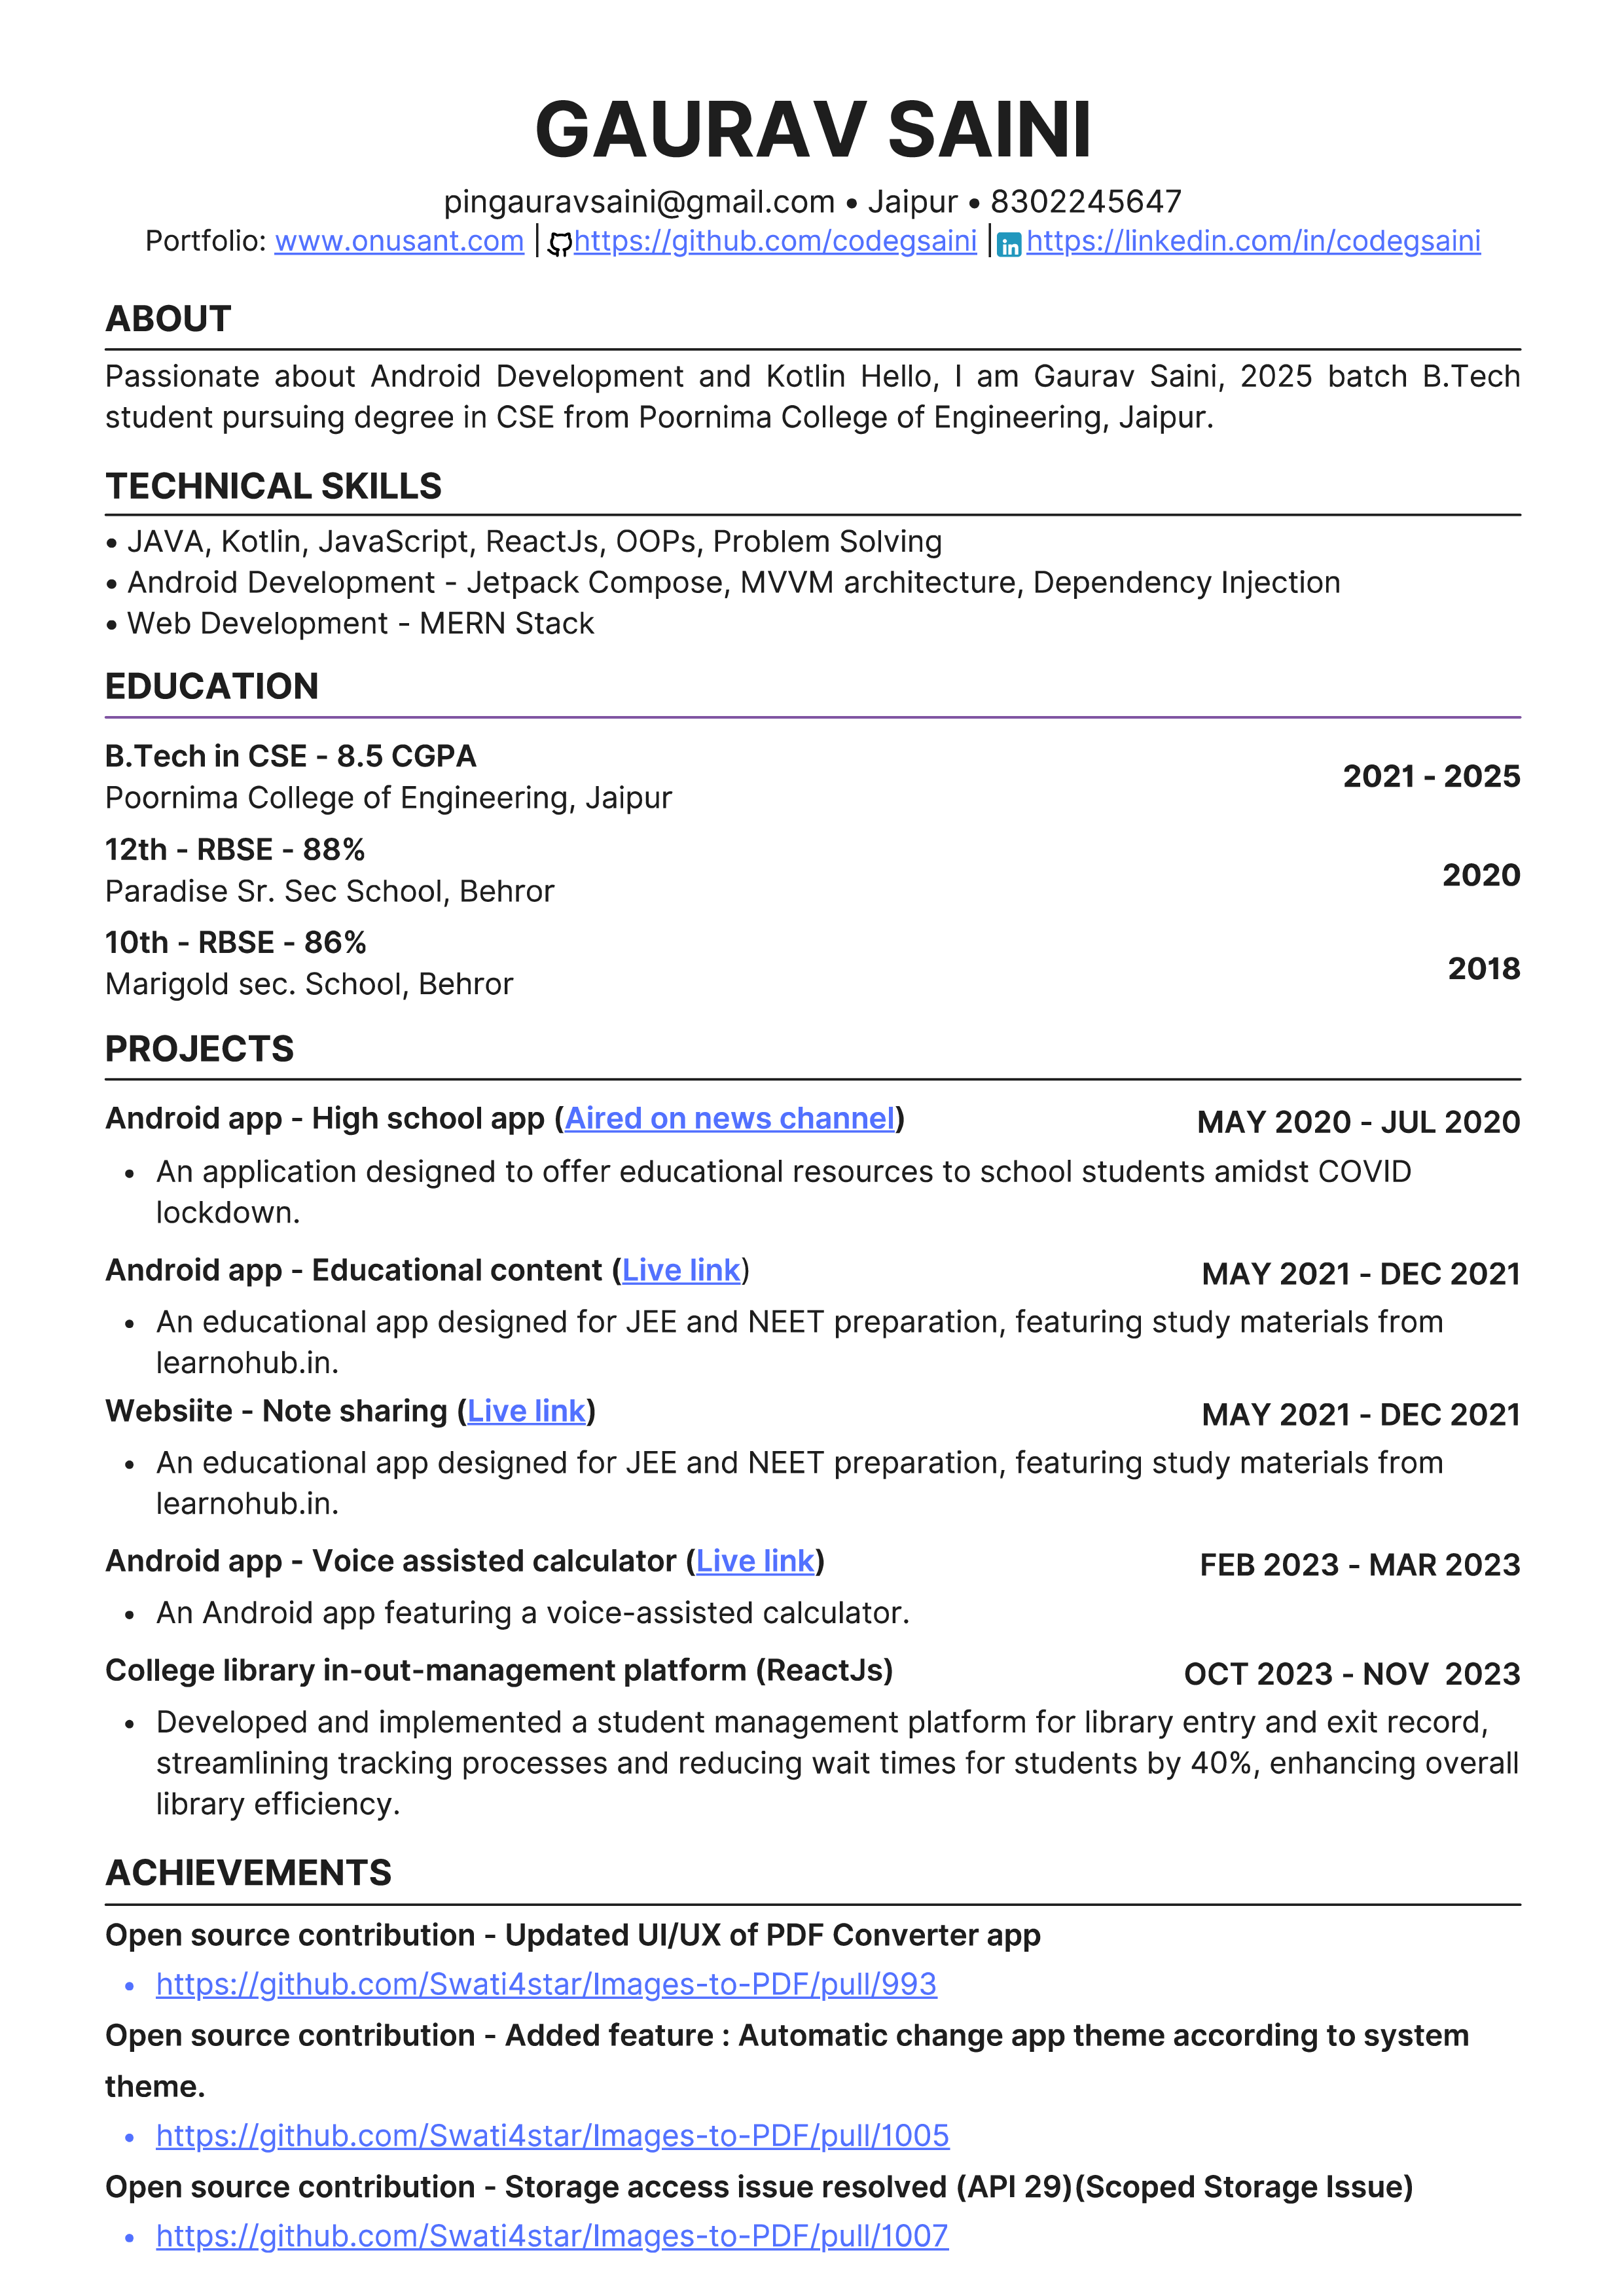 GAURAV SAINI
pingauravsaini@gmail.com • Jaipur • 8302245647
Portfolio: www.onusant.com | https://github.com/codegsaini | in https://linkedin.com/in/codegsaini
ABOUT
Passionate about Android Development and Kotlin Hello, I am Gaurav Saini, 2025 batch B.Tech
student pursuing degree in CSE from Poornima College of Engineering, Jaipur.
TECHNICAL SKILLS
• JAVA, Kotlin, JavaScript, ReactJs, OOPs, Problem Solving
• Android Development - Jetpack Compose, MVVM architecture, Dependency Injection
• Web Development - MERN Stack
EDUCATION
B.Tech in CSE - 8.5 CGPA
Poornima College of Engineering, Jaipur
2021 - 2025
12th - RBSE - 88%
Paradise Sr. Sec School, Behror
2020
10th - RBSE - 86%
Marigold sec. School, Behror
2018
PROJECTS
Android app - High school app (Aired on news channel) MAY 2020 - JUL 2020
• An application designed to offer educational resources to school students amidst COVID
lockdown.
Android app - Educational content (Live link) MAY 2021 - DEC 2021
• An educational app designed for JEE and NEET preparation, featuring study materials from
learnohub.in.
Websiite - Note sharing (Live link) MAY 2021 - DEC 2021
• An educational app designed for JEE and NEET preparation, featuring study materials from
learnohub.in.
Android app - Voice assisted calculator (Live link) FEB 2023 - MAR 2023
• An Android app featuring a voice-assisted calculator.
College library in-out-management platform (ReactJs) OCT 2023 - NOV 2023
• Developed and implemented a student management platform for library entry and exit record,
streamlining tracking processes and reducing wait times for students by 40%, enhancing overall
library efficiency.
ACHIEVEMENTS
Open source contribution - Updated UI/UX of PDF Converter app
• https://github.com/Swati4star/Images-to-PDF/pull/993
Open source contribution - Added feature : Automatic change app theme according to system
theme.
• https://github.com/Swati4star/Images-to-PDF/pull/1005
Open source contribution - Storage access issue resolved (API 29)(Scoped Storage Issue)
• https://github.com/Swati4star/Images-to-PDF/pull/1007